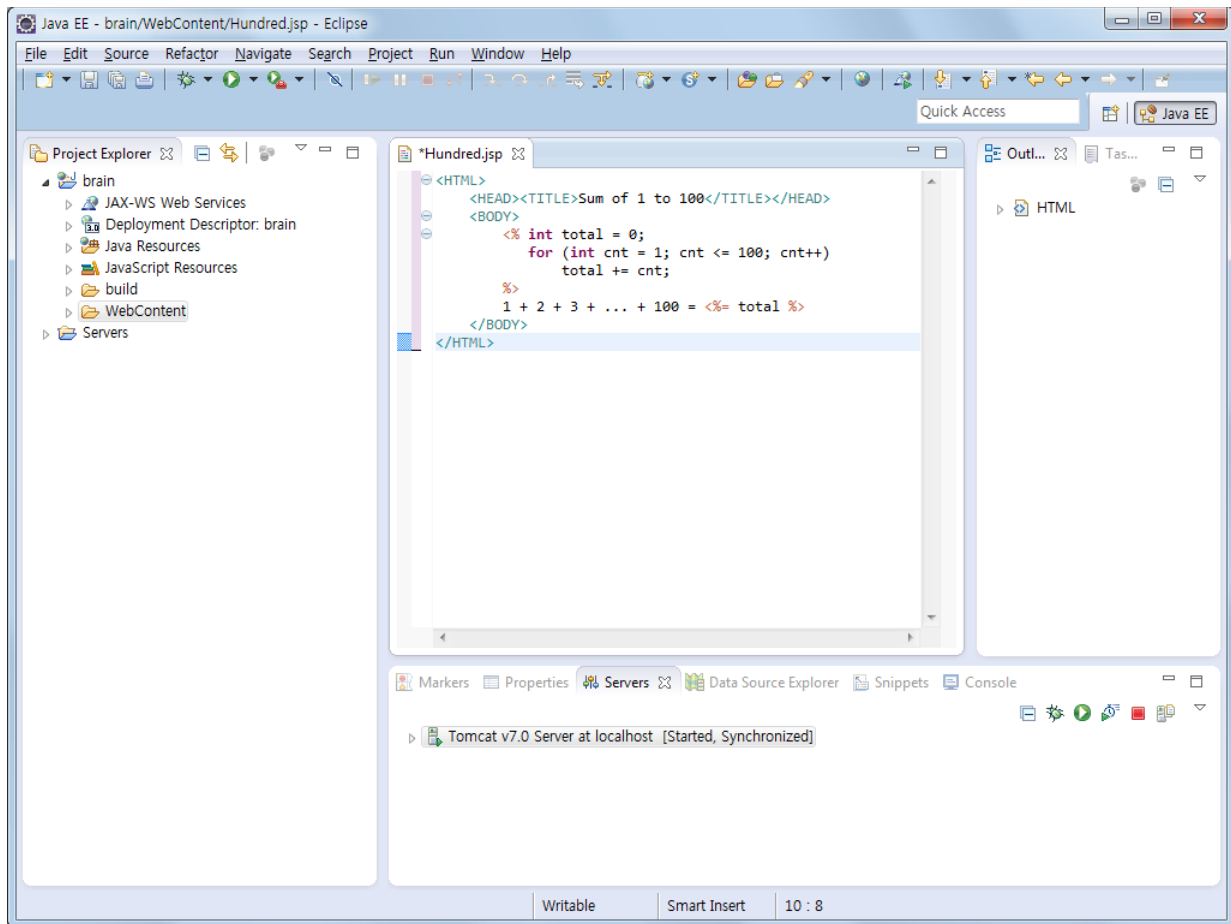 Java EE - brain/WebContent/Hundred.jsp - Eclipse
File Edit Source Refactor Navigate Search Project Run Window Help
Quick Access
Java EE
Project Explorer
brain
JAX-WS Web Services
3.0 Deployment Descriptor: brain
Java Resources
JavaScript Resources
build
WebContent
Servers
*Hundred.jsp
<HTML>
<HEAD><TITLE>Sum of 1 to 100</TITLE></HEAD>
<BODY>
<% int total = 0;
for (int cnt = 1; cnt <= 100; cnt++)
total += cnt;
%>
1 + 2 + 3 + ... + 100 = <%= total %>
</BODY>
</HTML>
Outl... Tas...
HTML
Markers Properties Servers Data Source Explorer Snippets Console
Tomcat v7.0 Server at localhost [Started, Synchronized]
Writable Smart Insert 10 : 8